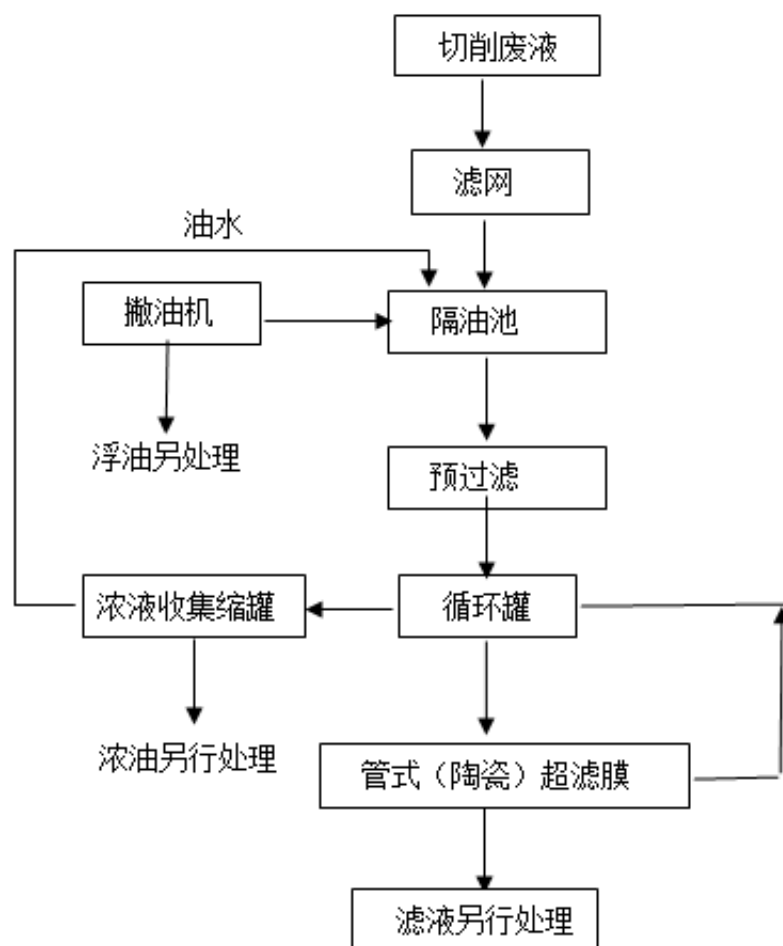 切削废液
滤网
油水
撇油机
隔油池
浮油另处理
预过滤
浓液收集缩罐
循环罐
浓油另行处理
管式（陶瓷）超滤膜
滤液另行处理